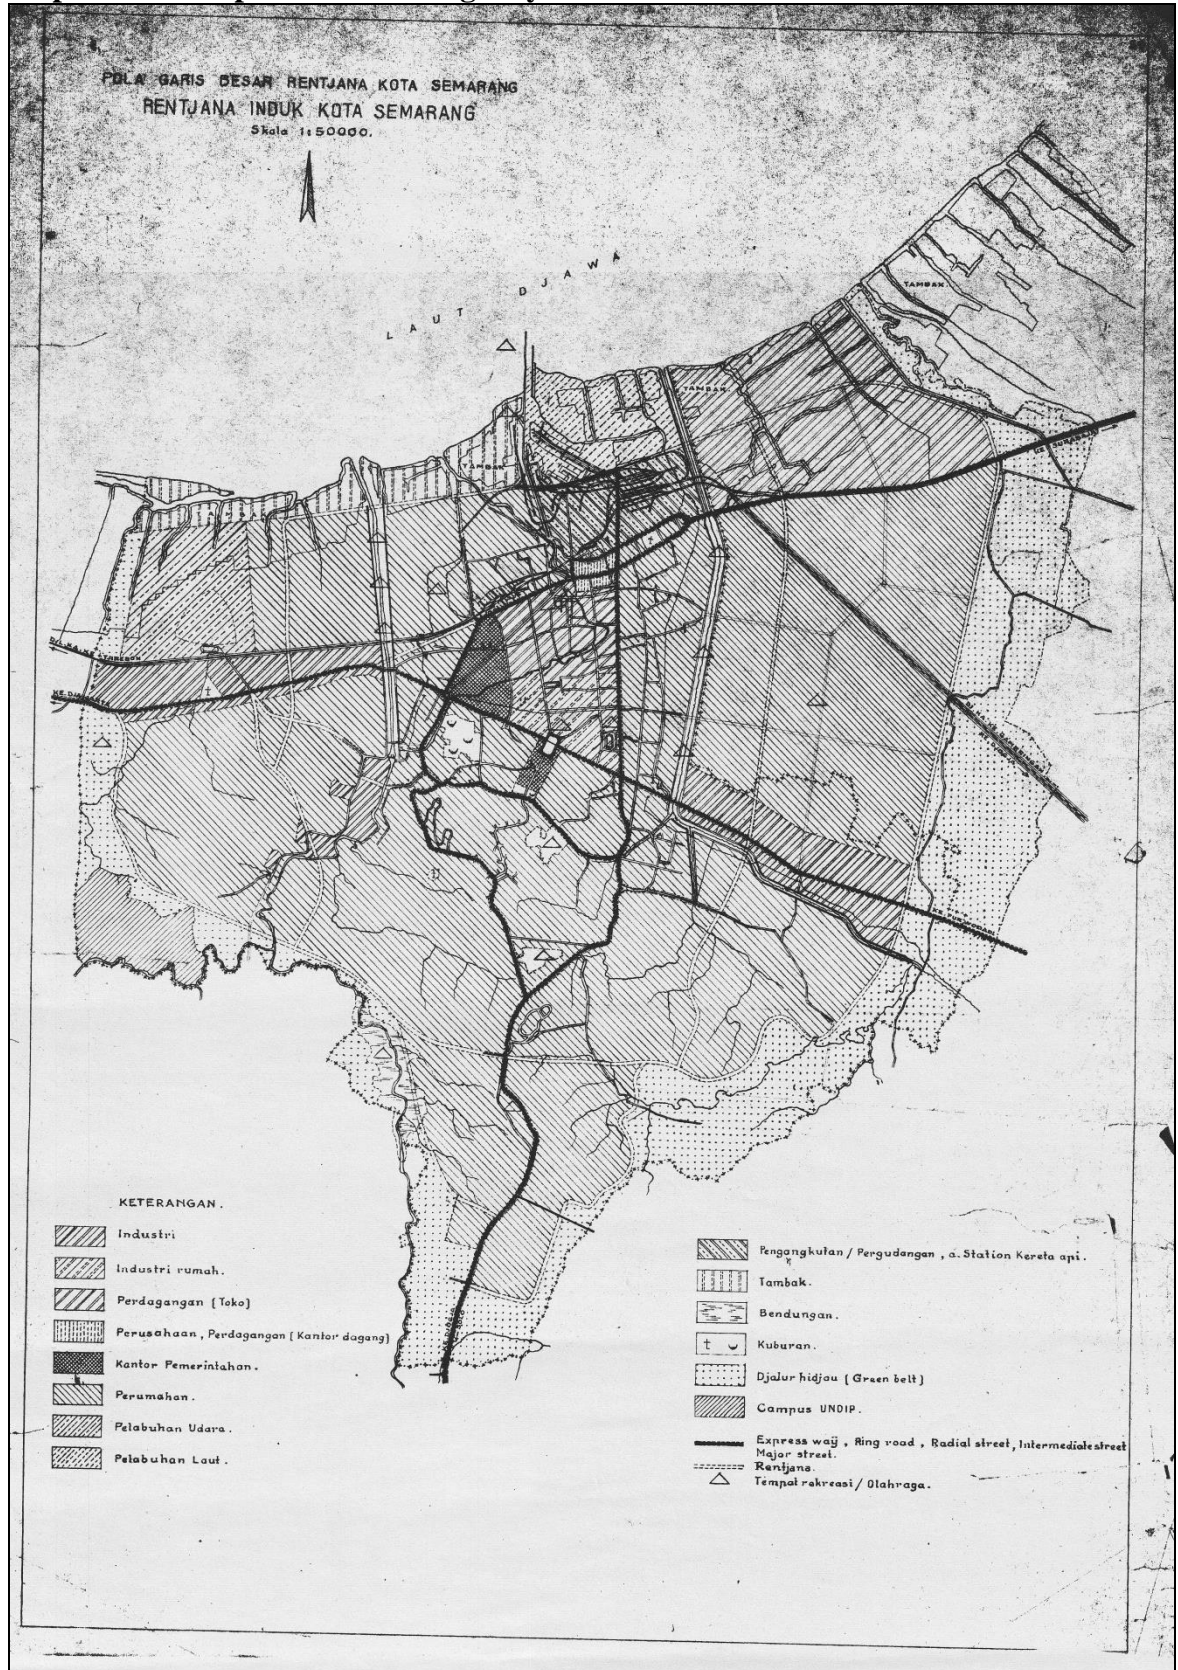 POLA GARIS BESAR RENTJANA KOTA SEMARANG
RENTJANA INDUK KOTA SEMARANG
Skala 1:50000.
LAUT DJAWA
TAMBAK.
TAMBAK.
TAMBAK.
KETERANGAN.
Industri
Industri rumah.
Perdagangan (Toko)
Perusahaan, Perdagangan (Kantor dagang)
Kantor Pemerintahan.
Perumahan.
Pelabuhan Udara.
Pelabuhan Laut.
Pengangkutan / Pergudangan, a. Station Kereta api.
Tambak.
Bendungan.
Kuburan.
Djalur hidjau (Green belt)
Campus UNDIP.
Express way, Ring road, Radial street, Intermediate street
Major street.
Rentjana.
Tempat rekreasi / Olahraga.